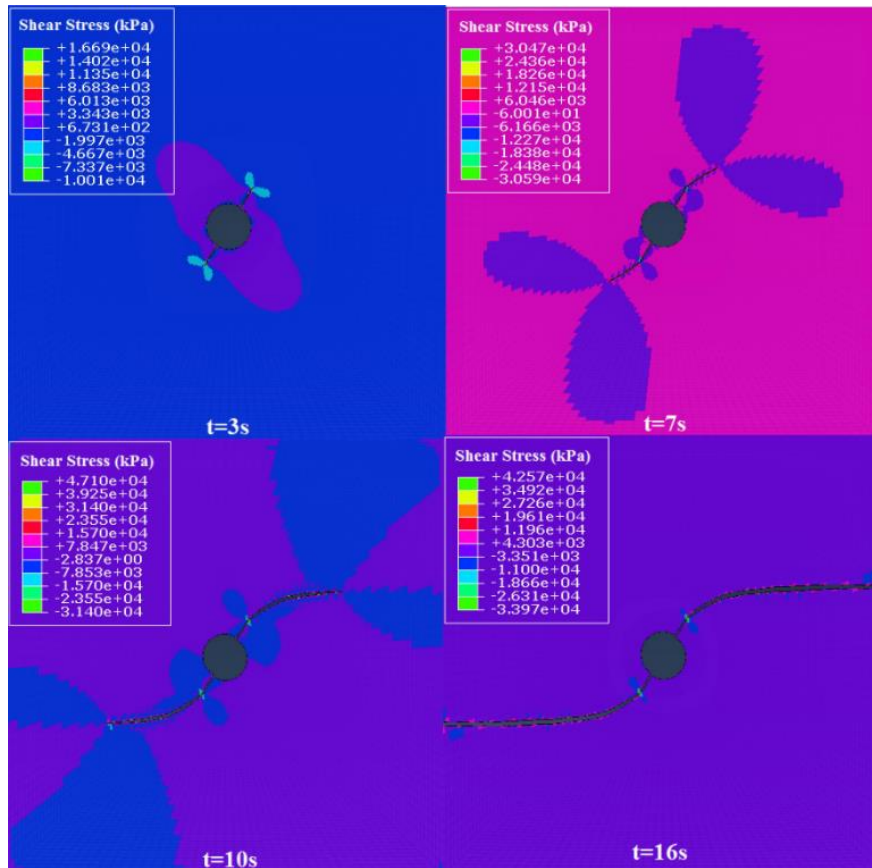 Shear Stress (kPa)
+1.669e+04
+1.402e+04
+1.135e+04
+8.683e+03
+6.013e+03
+3.343e+03
+6.731e+02
-1.997e+03
-4.667e+03
-7.337e+03
-1.001e+04
t=3s
Shear Stress (kPa)
+3.047e+04
+2.436e+04
+1.826e+04
+1.215e+04
+6.046e+03
-6.001e+01
-6.166e+03
-1.227e+04
-1.838e+04
-2.448e+04
-3.059e+04
t=7s
Shear Stress (kPa)
+4.710e+04
+3.925e+04
+3.140e+04
+2.355e+04
+1.570e+04
+7.847e+03
-2.837e+00
-7.853e+03
-1.570e+04
-2.355e+04
-3.140e+04
t=10s
Shear Stress (kPa)
+4.257e+04
+3.492e+04
+2.726e+04
+1.961e+04
+1.196e+04
+4.303e+03
-3.351e+03
-1.100e+04
-1.866e+04
-2.631e+04
-3.397e+04
t=16s